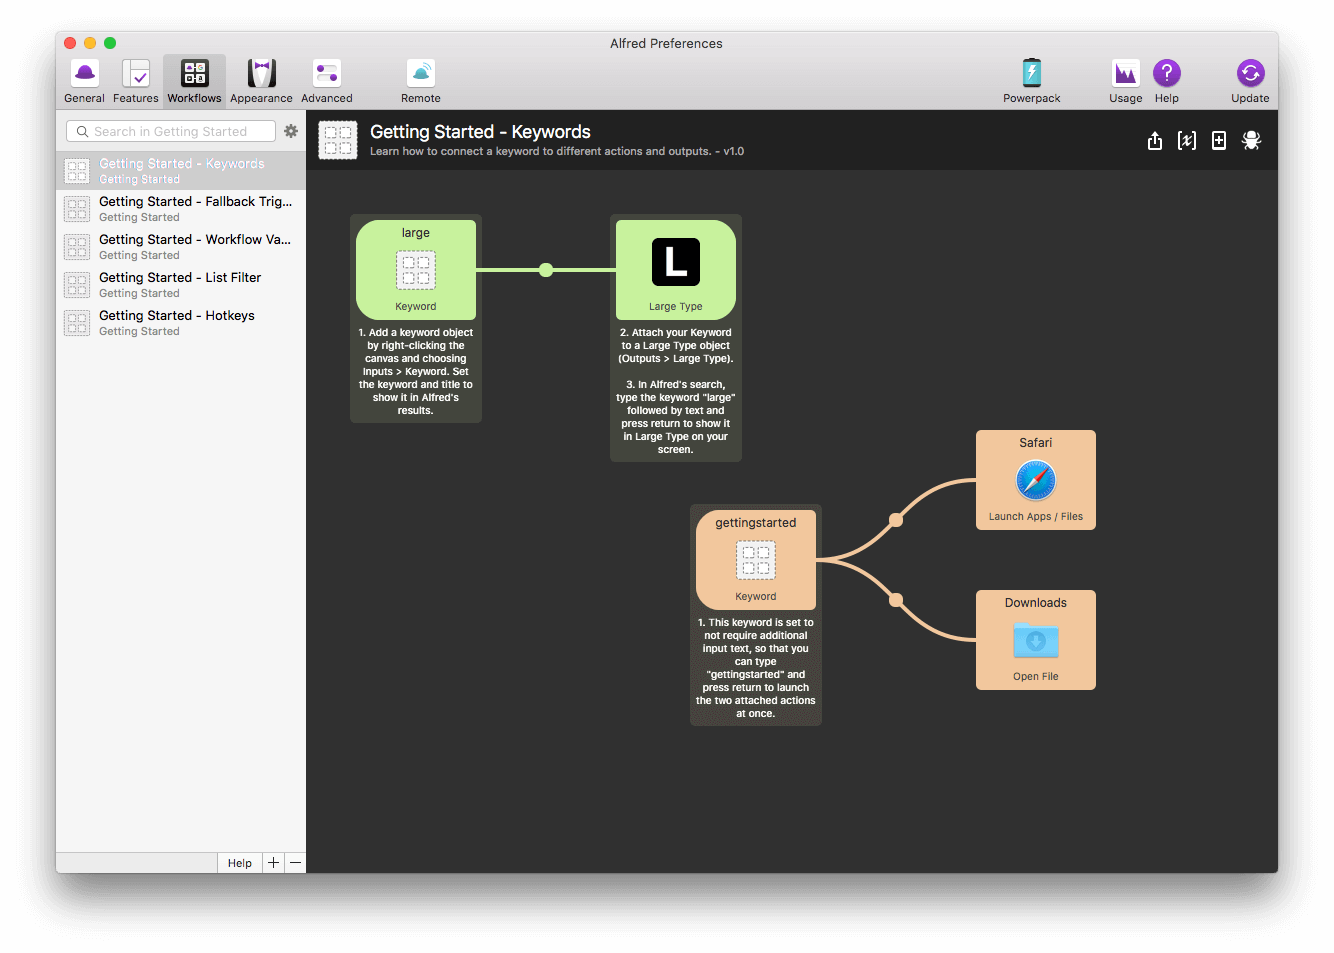 Alfred Preferences
General
Features
Workflows
Appearance
Advanced
Remote
Powerpack
Usage
Help
Update
Search in Getting Started
Getting Started - Keywords
Getting Started
Getting Started - Fallback Trig...
Getting Started
Getting Started - Workflow Va...
Getting Started
Getting Started - List Filter
Getting Started
Getting Started - Hotkeys
Getting Started
Help
Getting Started - Keywords
Learn how to connect a keyword to different actions and outputs. - v1.0
large
Keyword
1. Add a keyword object
by right-clicking the
canvas and choosing
Inputs > Keyword. Set
the keyword and title to
show it in Alfred's
results.
L
Large Type
2. Attach your Keyword
to a Large Type object
(Outputs > Large Type).
3. In Alfred's search,
type the keyword "large"
followed by text and
press return to show it
in Large Type on your
screen.
gettingstarted
Keyword
1. This keyword is set to
not require additional
input text, so that you
can type
"gettingstarted" and
press return to launch
the two attached actions
at once.
Safari
Launch Apps / Files
Downloads
Open File